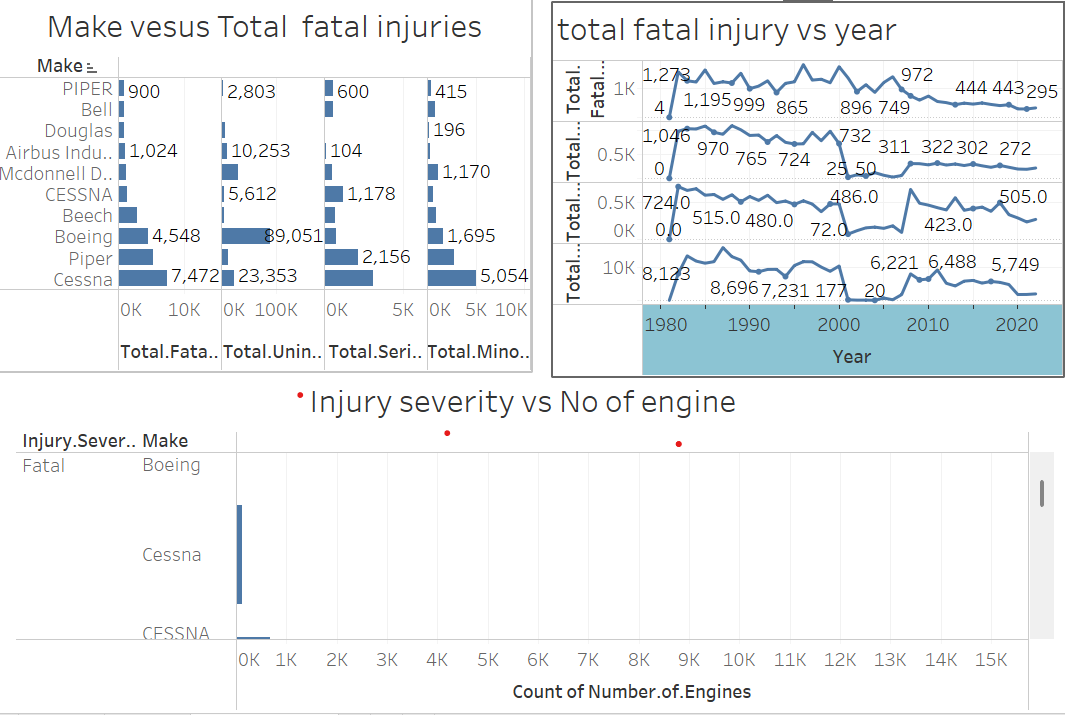 Make vesus Total  fatal injuries
Make
PIPER 900 2,803 600 415
Bell
Douglas 196
Airbus Indu.. 1,024 10,253 104
Mcdonnell D.. 1,170
CESSNA 5,612 1,178
Beech
Boeing 4,548 89,051 1,695
Piper 2,156
Cessna 7,472 23,353 5,054
0K 10K 0K 100K 0K 5K 0K 5K 10K
Total.Fata.. Total.Unin.. Total.Seri.. Total.Mino..
total fatal injury vs year
Total. Fatal...
1K
1,273 972
4 1,195 999 865 896 749 444 443 295
Total...
0.5K
1,046 732
0 970 765 724 25 50 311 322 302 272
Total...
0.5K
0K
724.0 486.0 505.0
0.0 515.0 480.0 72.0 423.0
Total...
10K
8,123 6,221 6,488 5,749
8,696 7,231 177 20
1980 1990 2000 2010 2020
Year
Injury severity vs No of engine
Injury.Sever.. Make
Fatal Boeing
Cessna
CESSNA
0K 1K 2K 3K 4K 5K 6K 7K 8K 9K 10K 11K 12K 13K 14K 15K
Count of Number.of.Engines